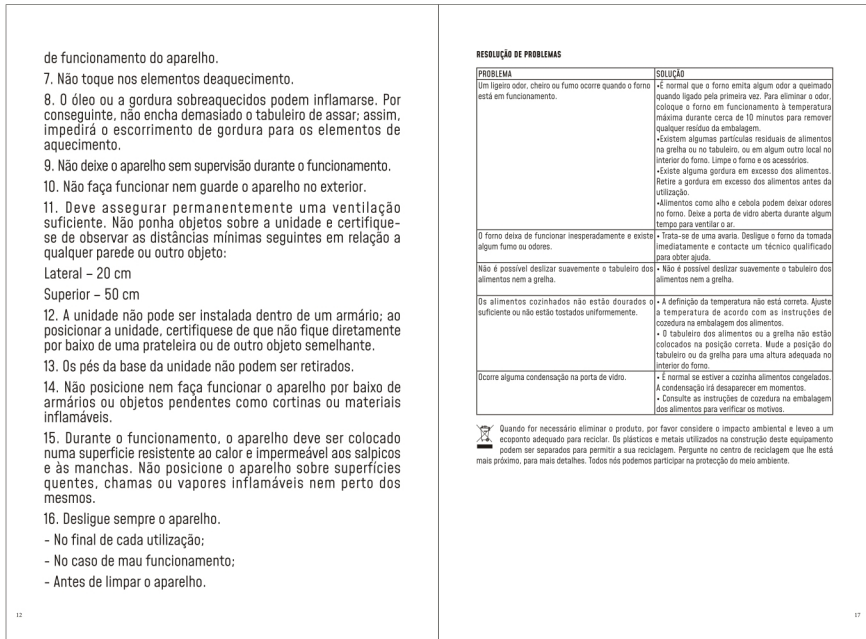 de funcionamento do aparelho.
7. Não toque nos elementos deaquecimento.
8. O óleo ou a gordura sobreaquecidos podem inflamarse. Por
conseguinte, não encha demasiado o tabuleiro de assar; assim,
impedirá o escorrimento de gordura para os elementos de
aquecimento.
9. Não deixe o aparelho sem supervisão durante o funcionamento.
10. Não faça funcionar nem guarde o aparelho no exterior.
11. Deve assegurar permanentemente uma ventilação
suficiente. Não ponha objetos sobre a unidade e certifique-
se de observar as distâncias mínimas seguintes em relação a
qualquer parede ou outro objeto:
Lateral – 20 cm
Superior – 50 cm
12. A unidade não pode ser instalada dentro de um armário; ao
posicionar a unidade, certifiquese de que não fique diretamente
por baixo de uma prateleira ou de outro objeto semelhante.
13. Os pés da base da unidade não podem ser retirados.
14. Não posicione nem faça funcionar o aparelho por baixo de
armários ou objetos pendentes como cortinas ou materiais
inflamáveis.
15. Durante o funcionamento, o aparelho deve ser colocado
numa superficie resistente ao calor e impermeável aos salpicos
e às manchas. Não posicione o aparelho sobre superfícies
quentes, chamas ou vapores inflamáveis nem perto dos
mesmos.
16. Desligue sempre o aparelho.
- No final de cada utilização;
- No caso de mau funcionamento;
- Antes de limpar o aparelho.
12
RESOLUÇÃO DE PROBLEMAS
PROBLEMA
SOLUÇÃO
Um ligeiro odor, cheiro ou fumo ocorre quando o forno
está em funcionamento.
•É normal que o forno emita algum odor a queimado
quando ligado pela primeira vez. Para eliminar o odor,
coloque o forno em funcionamento à temperatura
máxima durante cerca de 10 minutos para remover
qualquer resíduo da embalagem.
•Existem algumas partículas residuais de alimentos
na grelha ou no tabuleiro, ou em algum outro local no
interior do forno. Limpe o forno e os acessórios.
•Existe alguma gordura em excesso dos alimentos.
Retire a gordura em excesso dos alimentos antes da
utilização.
•Alimentos como alho e cebola podem deixar odores
no forno. Deixe a porta de vidro aberta durante algum
tempo para ventilar o ar.
O forno deixa de funcionar inesperadamente e existe
algum fumo ou odores.
• Trata-se de uma avaria. Desligue o forno da tomada
imediatamente e contacte um técnico qualificado
para obter ajuda.
Não é possível deslizar suavemente o tabuleiro dos
alimentos nem a grelha.
• Não é possível deslizar suavemente o tabuleiro dos
alimentos nem a grelha.
Os alimentos cozinhados não estão dourados o
suficiente ou não estão tostados uniformemente.
• A definição da temperatura não está correta. Ajuste
a temperatura de acordo com as instruções de
cozedura na embalagem dos alimentos.
• O tabuleiro dos alimentos ou a grelha não estão
colocados na posição correta. Mude a posição do
tabuleiro ou da grelha para uma altura adequada no
interior do forno.
Ocorre alguma condensação na porta de vidro.
• É normal se estiver a cozinha alimentos congelados.
A condensação irá desaparecer em momentos.
• Consulte as instruções de cozedura na embalagem
dos alimentos para verificar os motivos.
Quando for necessário eliminar o produto, por favor considere o impacto ambiental e leveo a um
ecoponto adequado para reciclar. Os plásticos e metais utilizados na construção deste equipamento
podem ser separados para permitir a sua reciclagem. Pergunte no centro de reciclagem que lhe está
mais próximo, para mais detalhes. Todos nós podemos participar na protecção do meio ambiente.
17